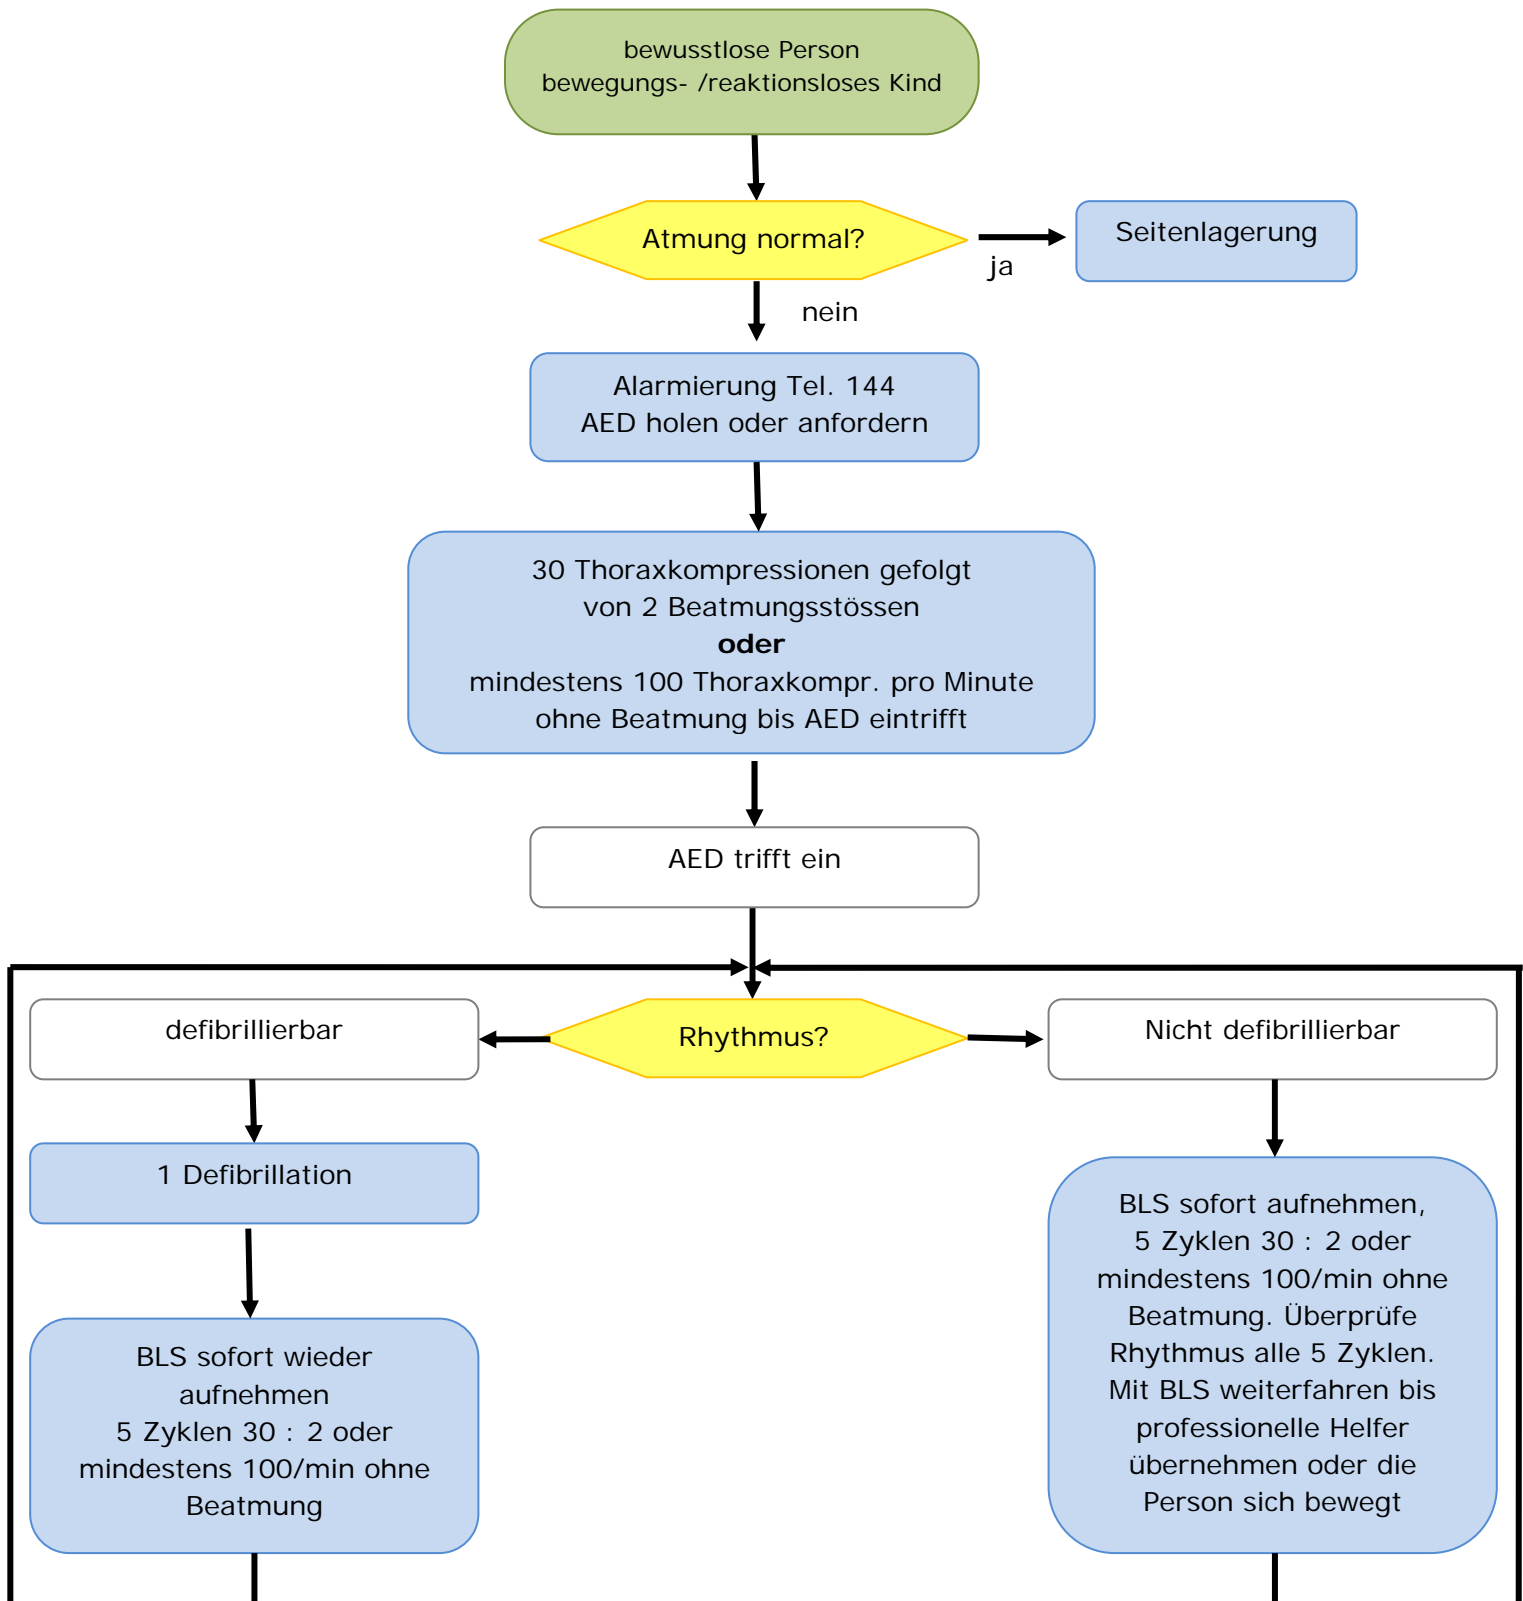 bewusstlose Person
bewegungs- /reaktionsloses Kind
Atmung normal?
ja
Seitenlagerung
nein
Alarmierung Tel. 144
AED holen oder anfordern
30 Thoraxkompressionen gefolgt
von 2 Beatmungsstössen
oder
mindestens 100 Thoraxkompr. pro Minute
ohne Beatmung bis AED eintrifft
AED trifft ein
defibrillierbar
Rhythmus?
Nicht defibrillierbar
1 Defibrillation
BLS sofort wieder
aufnehmen
5 Zyklen 30 : 2 oder
mindestens 100/min ohne
Beatmung
BLS sofort aufnehmen,
5 Zyklen 30 : 2 oder
mindestens 100/min ohne
Beatmung. Überprüfe
Rhythmus alle 5 Zyklen.
Mit BLS weiterfahren bis
professionelle Helfer
übernehmen oder die
Person sich bewegt